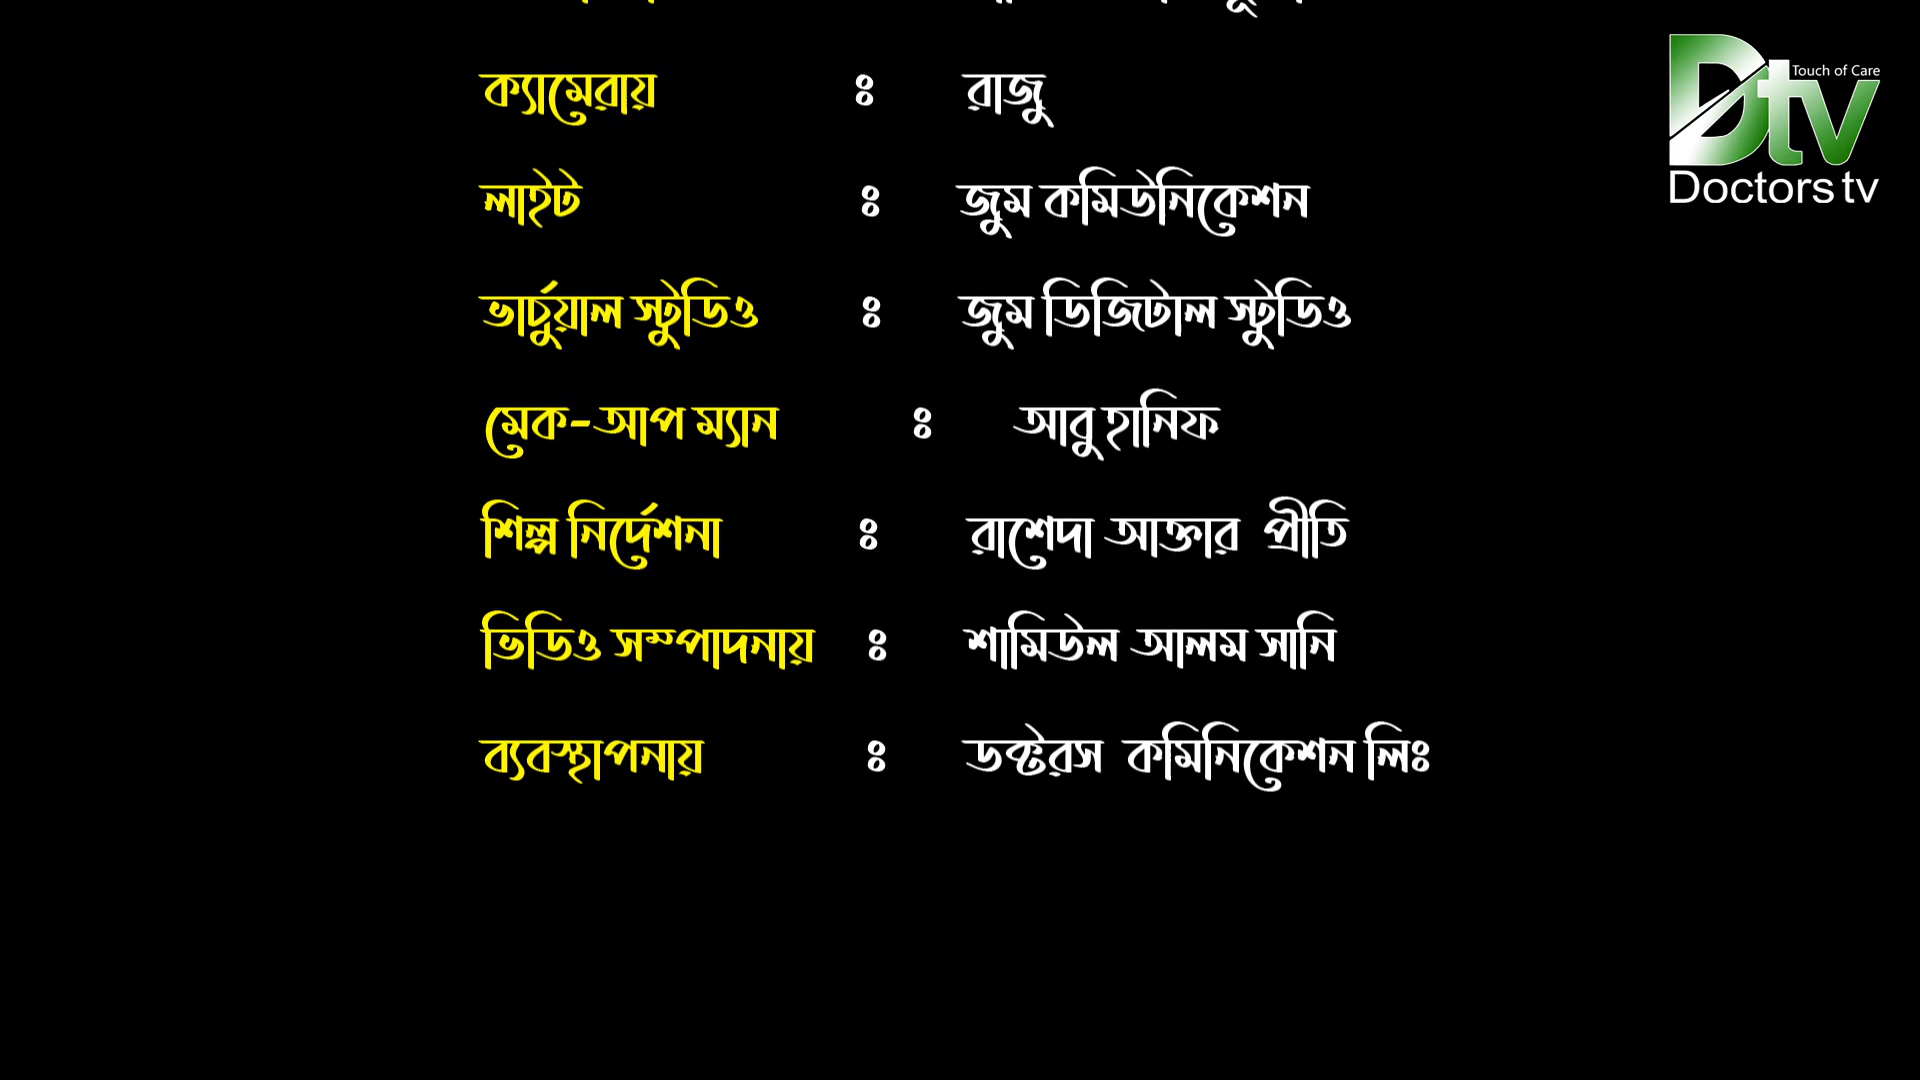 ক্যামেরায় ঃ রাজু
Touch of Care
Dtv
Doctors tv
লাইট ঃ জুম কমিউনিকেশন
ভার্চুয়াল স্টুডিও ঃ জুম ডিজিটাল স্টুডিও
মেক-আপ ম্যান ঃ আবু হানিফ
শিল্প নির্দেশনা ঃ রাশেদা আক্তার প্রীতি
ভিডিও সম্পাদনায় ঃ শামিউল আলম সানি
ব্যবস্থাপনায় ঃ ডক্টরস কমিনিকেশন লিঃ